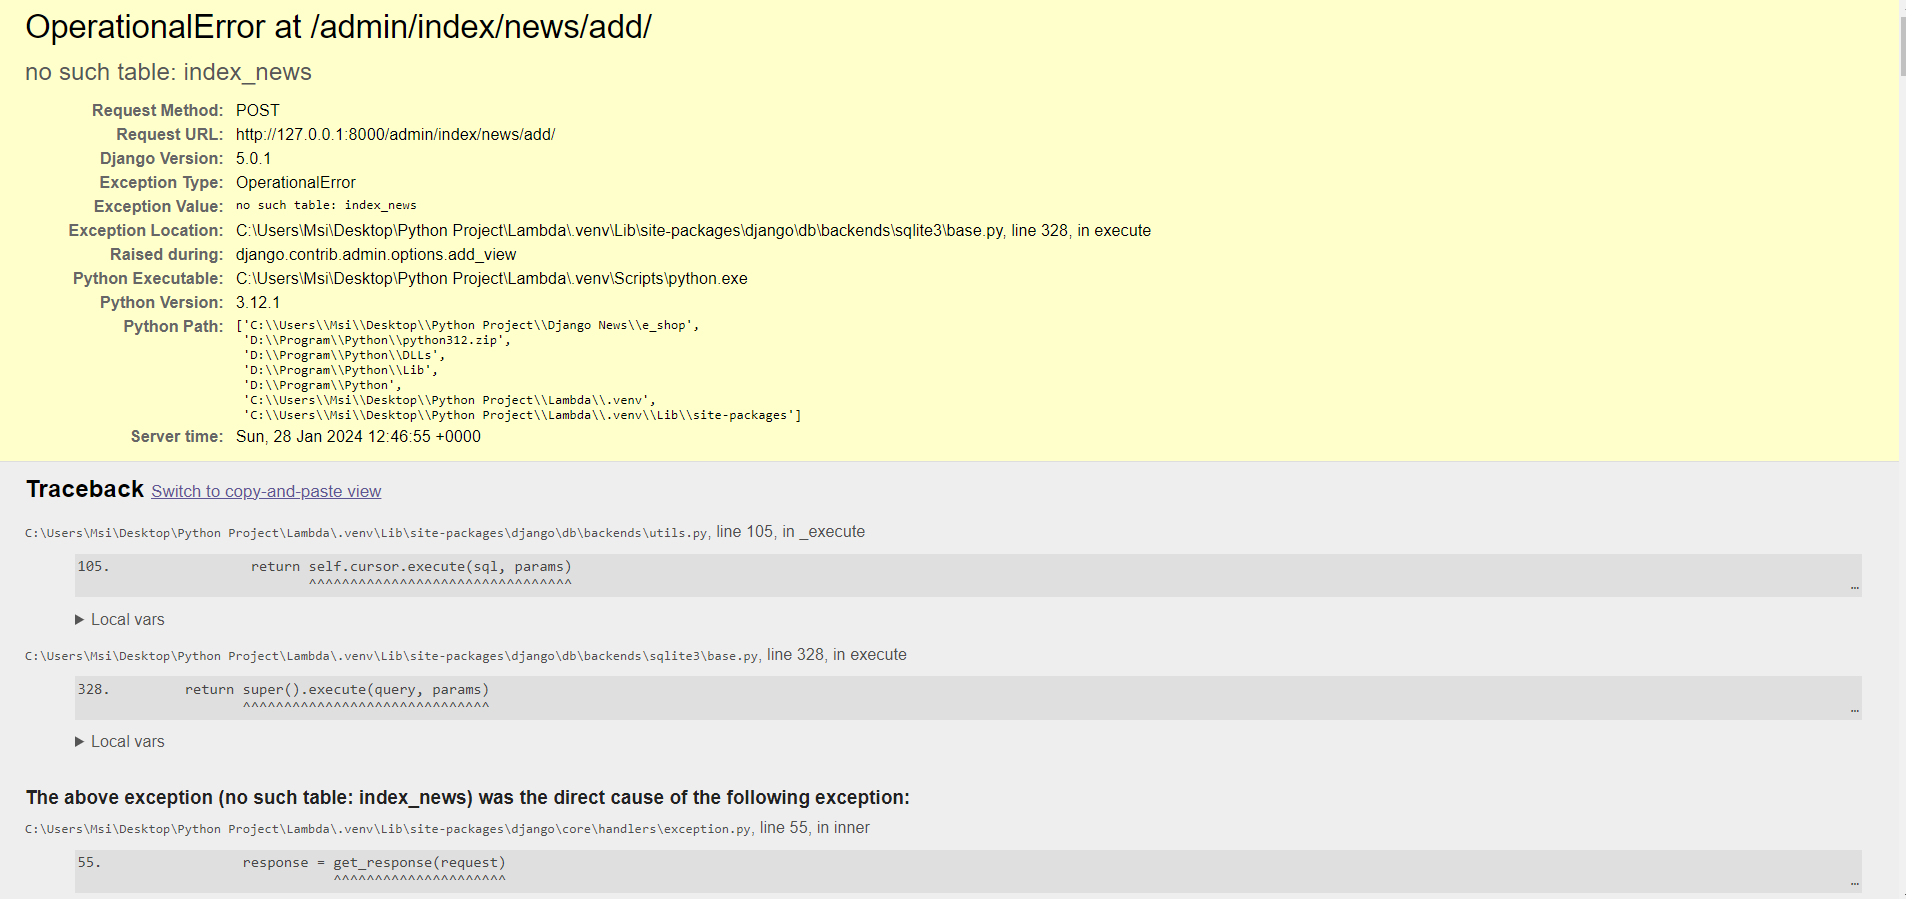 OperationalError at /admin/index/news/add/
no such table: index_news
Request Method: POST
Request URL: http://127.0.0.1:8000/admin/index/news/add/
Django Version: 5.0.1
Exception Type: OperationalError
Exception Value: no such table: index_news
Exception Location: C:\Users\Msi\Desktop\Python Project\Lambda\.venv\Lib\site-packages\django\db\backends\sqlite3\base.py, line 328, in execute
Raised during: django.contrib.admin.options.add_view
Python Executable: C:\Users\Msi\Desktop\Python Project\Lambda\.venv\Scripts\python.exe
Python Version: 3.12.1
Python Path: ['C:\\Users\\Msi\\Desktop\\Python Project\\Django News\\e_shop',
'D:\\Program\\Python\\python312.zip',
'D:\\Program\\Python\\DLLs',
'D:\\Program\\Python\\Lib',
'D:\\Program\\Python',
'C:\\Users\\Msi\\Desktop\\Python Project\\Lambda\\.venv',
'C:\\Users\\Msi\\Desktop\\Python Project\\Lambda\\.venv\\Lib\\site-packages']
Server time: Sun, 28 Jan 2024 12:46:55 +0000
Traceback Switch to copy-and-paste view
C:\Users\Msi\Desktop\Python Project\Lambda\.venv\Lib\site-packages\django\db\backends\utils.py, line 105, in _execute
105. return self.cursor.execute(sql, params)
^^^^^^^^^^^^^^^^^^^^^^^^^^^^^^^^
…
▶ Local vars
C:\Users\Msi\Desktop\Python Project\Lambda\.venv\Lib\site-packages\django\db\backends\sqlite3\base.py, line 328, in execute
328. return super().execute(query, params)
^^^^^^^^^^^^^^^^^^^^^^^^^^^^^^
…
▶ Local vars
The above exception (no such table: index_news) was the direct cause of the following exception:
C:\Users\Msi\Desktop\Python Project\Lambda\.venv\Lib\site-packages\django\core\handlers\exception.py, line 55, in inner
55. response = get_response(request)
^^^^^^^^^^^^^^^^^^^^^
…